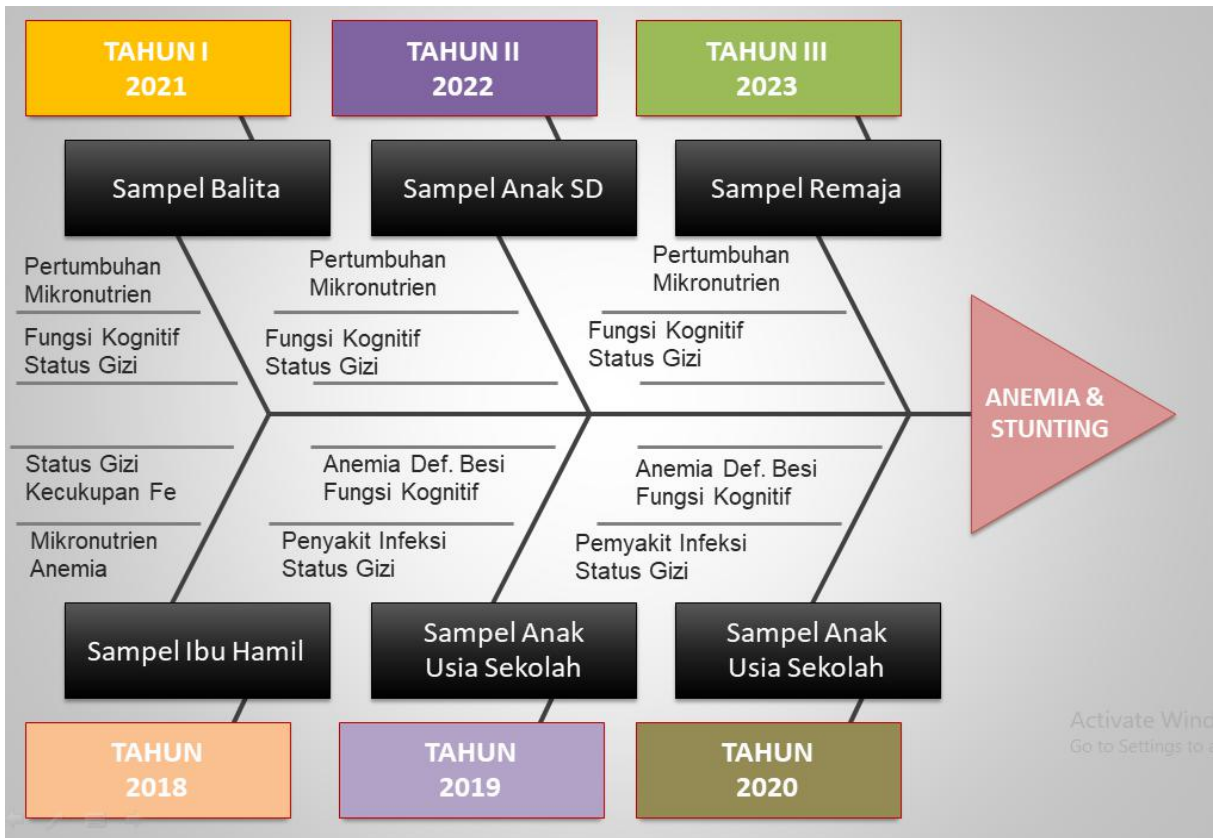 TAHUN I
2021
TAHUN II
2022
TAHUN III
2023
Sampel Balita
Sampel Anak SD
Sampel Remaja
Pertumbuhan
Mikronutrien
Fungsi Kognitif
Status Gizi
Pertumbuhan
Mikronutrien
Fungsi Kognitif
Status Gizi
Pertumbuhan
Mikronutrien
Fungsi Kognitif
Status Gizi
ANEMIA &
STUNTING
Status Gizi
Kecukupan Fe
Mikronutrien
Anemia
Anemia Def. Besi
Fungsi Kognitif
Penyakit Infeksi
Status Gizi
Anemia Def. Besi
Fungsi Kognitif
Pemyakit Infeksi
Status Gizi
Sampel Ibu Hamil
Sampel Anak
Usia Sekolah
Sampel Anak
Usia Sekolah
TAHUN
2018
TAHUN
2019
TAHUN
2020
Activate Wind
Go to Settings to a